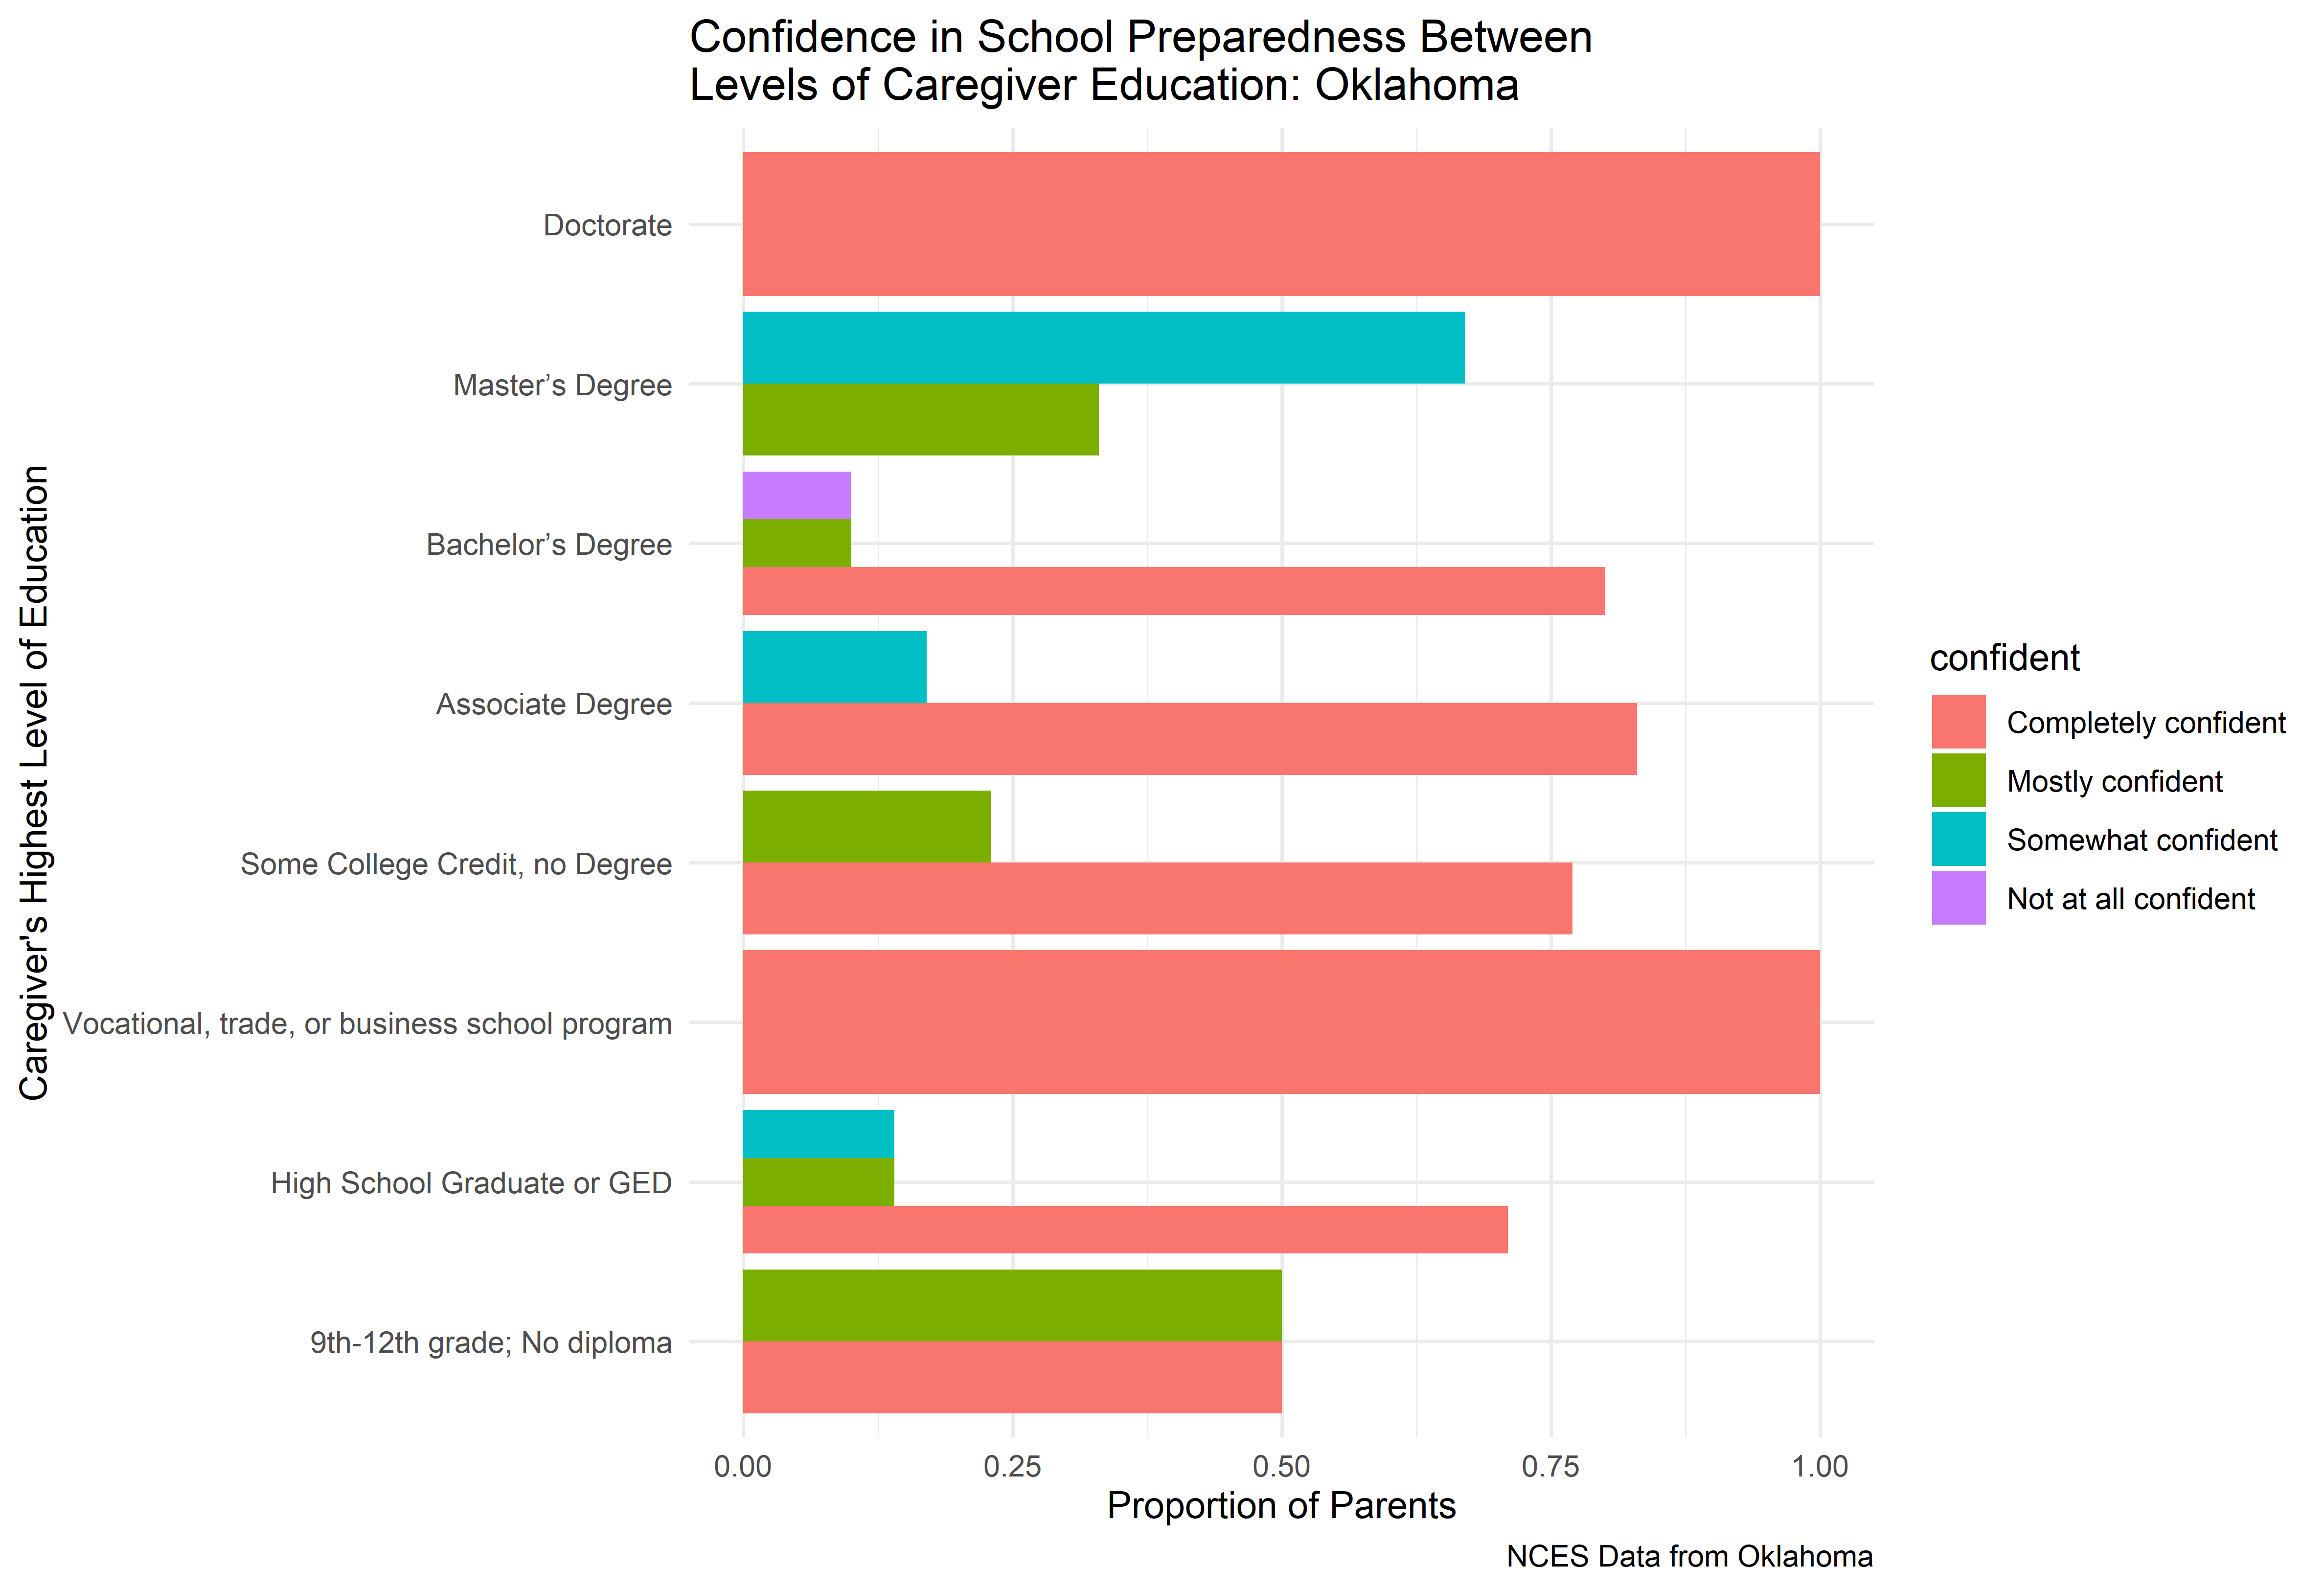 Confidence in School Preparedness Between
Levels of Caregiver Education: Oklahoma
Caregiver's Highest Level of Education
Doctorate
Master’s Degree
Bachelor’s Degree
Associate Degree
Some College Credit, no Degree
Vocational, trade, or business school program
High School Graduate or GED
9th-12th grade; No diploma
0.00 0.25 0.50 0.75 1.00
Proportion of Parents
confident
Completely confident
Mostly confident
Somewhat confident
Not at all confident
NCES Data from Oklahoma